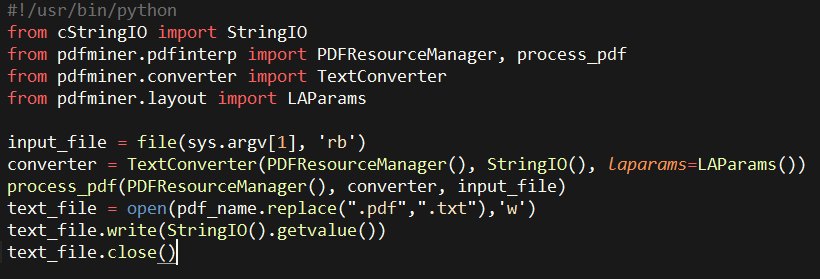 #!/usr/bin/python
from cStringIO import StringIO
from pdfminer.pdfinterp import PDFResourceManager, process_pdf
from pdfminer.converter import TextConverter
from pdfminer.layout import LAParams

input_file = file(sys.argv[1], 'rb')
converter = TextConverter(PDFResourceManager(), StringIO(), laparams=LAParams())
process_pdf(PDFResourceManager(), converter, input_file)
text_file = open(pdf_name.replace(".pdf",".txt"),'w')
text_file.write(StringIO().getvalue())
text_file.close()